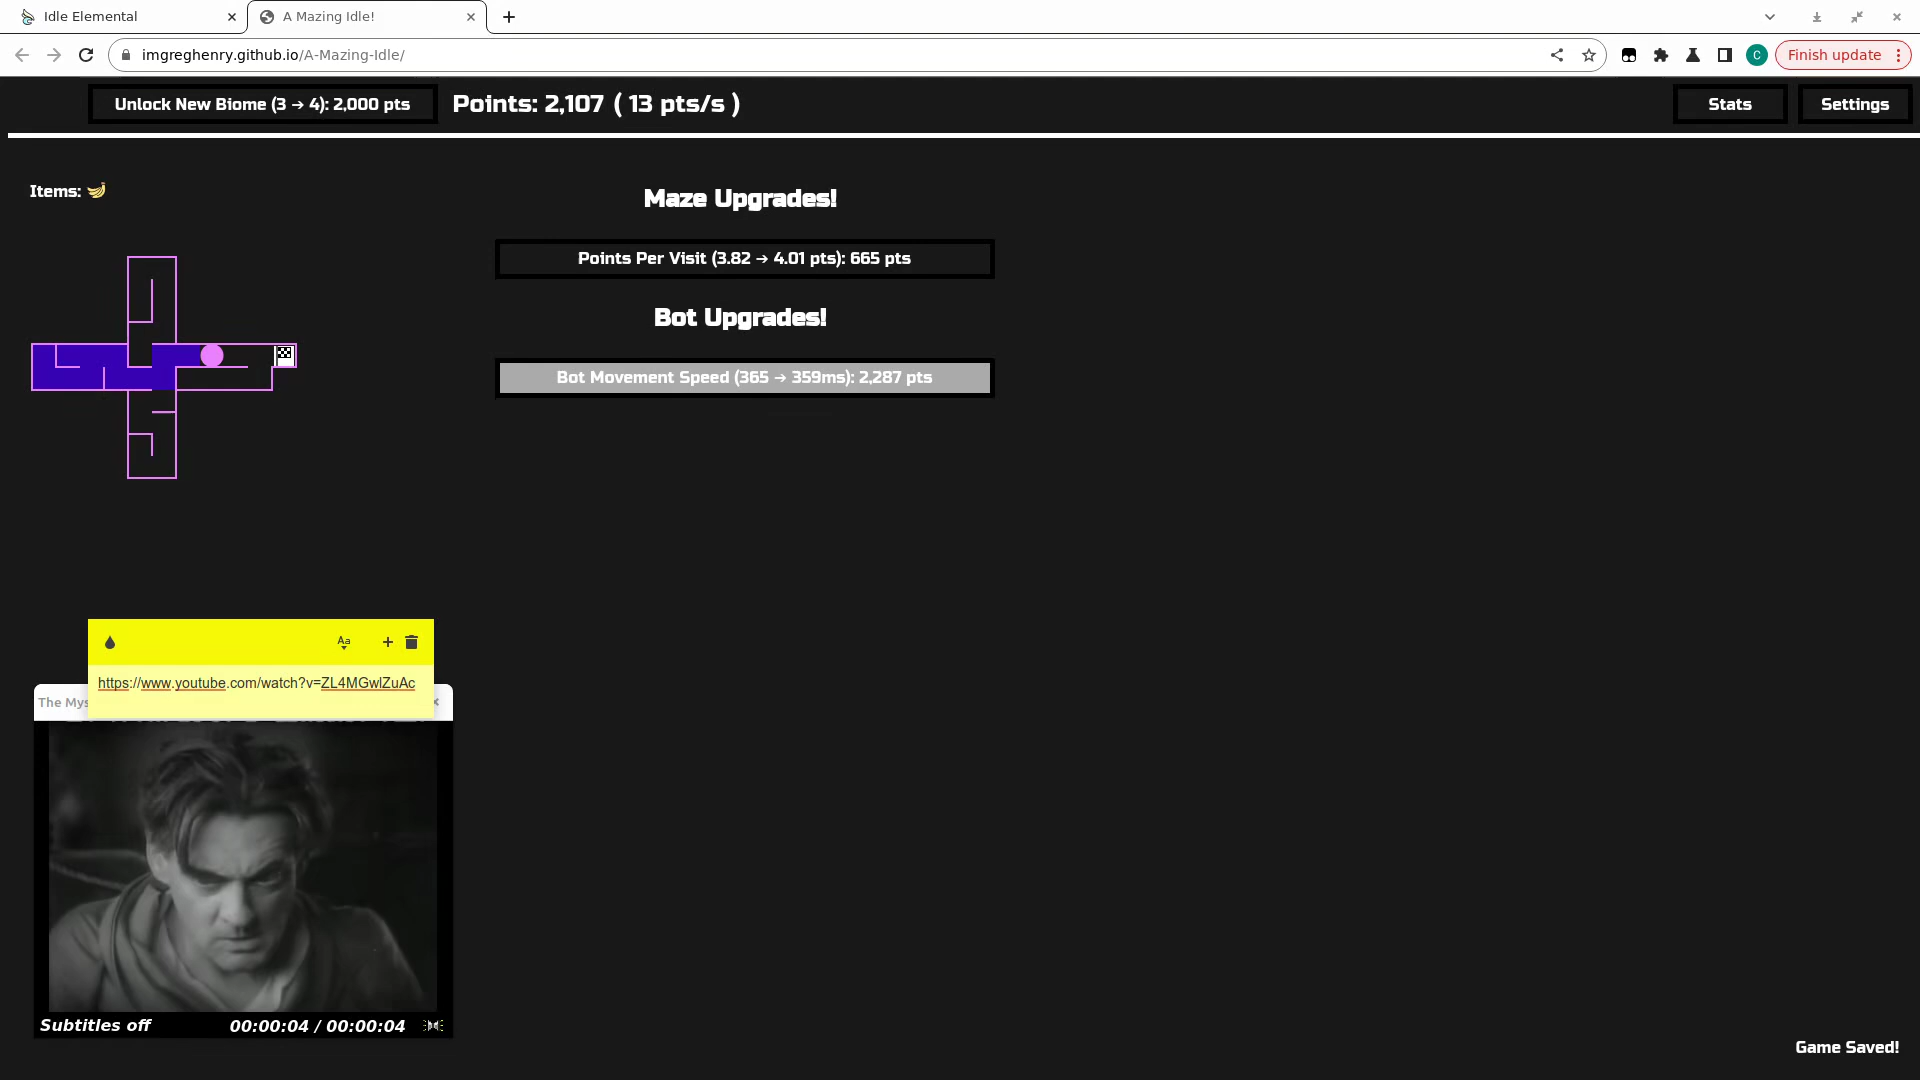 Idle Elemental
A Mazing Idle!
imgreghenry.github.io/A-Mazing-Idle/
C
Finish update
Unlock New Biome (3 → 4): 2,000 pts
Points: 2,107 ( 13 pts/s )
Stats
Settings
Items:
Maze Upgrades!
Points Per Visit (3.82 → 4.01 pts): 665 pts
Bot Upgrades!
Bot Movement Speed (365 → 359ms): 2,287 pts
Aa
https://www.youtube.com/watch?v=ZL4MGwlZuAc
The Mys
Subtitles off
00:00:04 / 00:00:04
Game Saved!